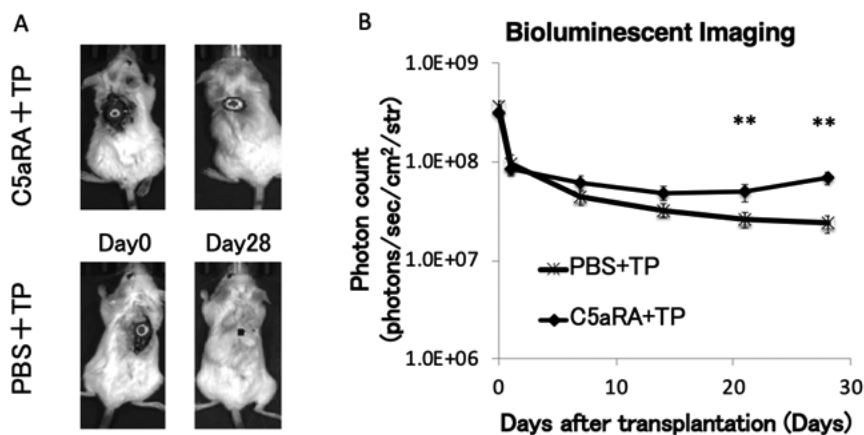 A
C5aRA+TP
Day0
Day28
PBS+TP
B
Bioluminescent Imaging
Photon count
(photons/sec/cm²/str)
1.0E+09
1.0E+08
1.0E+07
1.0E+06
** **
PBS+TP
C5aRA+TP
0 10 20 30
Days after transplantation (Days)